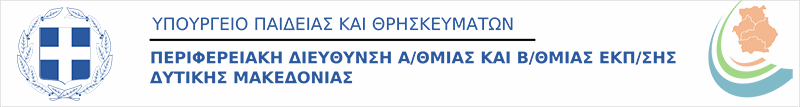 ΥΠΟΥΡΓΕΙΟ ΠΑΙΔΕΙΑΣ ΚΑΙ ΘΡΗΣΚΕΥΜΑΤΩΝ
ΠΕΡΙΦΕΡΕΙΑΚΗ ΔΙΕΥΘΥΝΣΗ Α/ΘΜΙΑΣ ΚΑΙ Β/ΘΜΙΑΣ ΕΚΠ/ΣΗΣ
ΔΥΤΙΚΗΣ ΜΑΚΕΔΟΝΙΑΣ